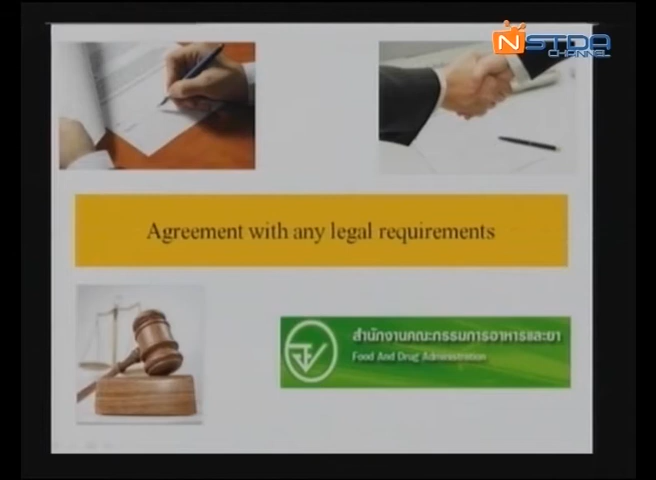 NSTDA
CHANNEL
Agreement with any legal requirements
สำนักงานคณะกรรมการอาหารและยา
Food And Drug Administration